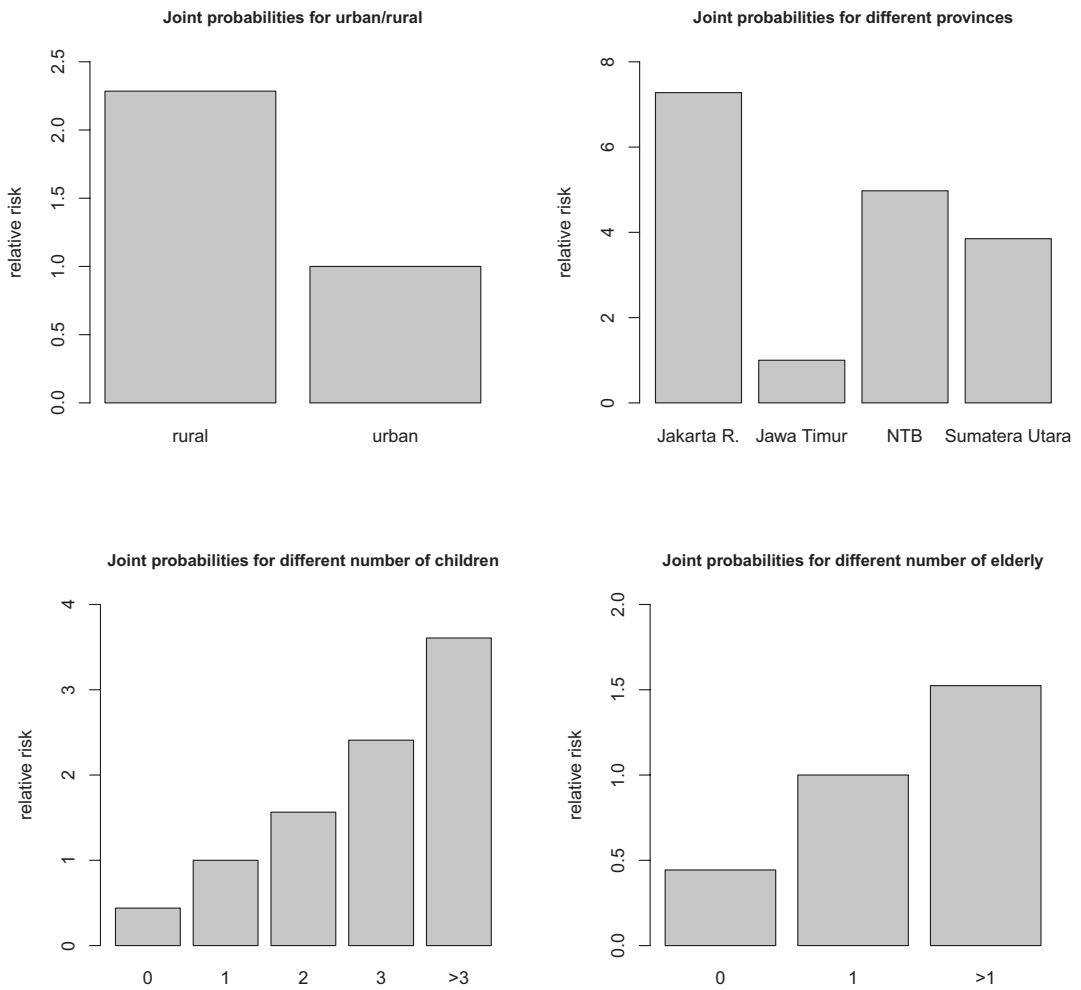 Joint probabilities for urban/rural
relative risk
2.5
2.0
1.5
1.0
0.5
0.0
rural urban
Joint probabilities for different provinces
relative risk
8
6
4
2
0
Jakarta R. Jawa Timur NTB Sumatera Utara
Joint probabilities for different number of children
relative risk
4
3
2
1
0
0 1 2 3 >3
Joint probabilities for different number of elderly
relative risk
2.0
1.5
1.0
0.5
0.0
0 1 >1